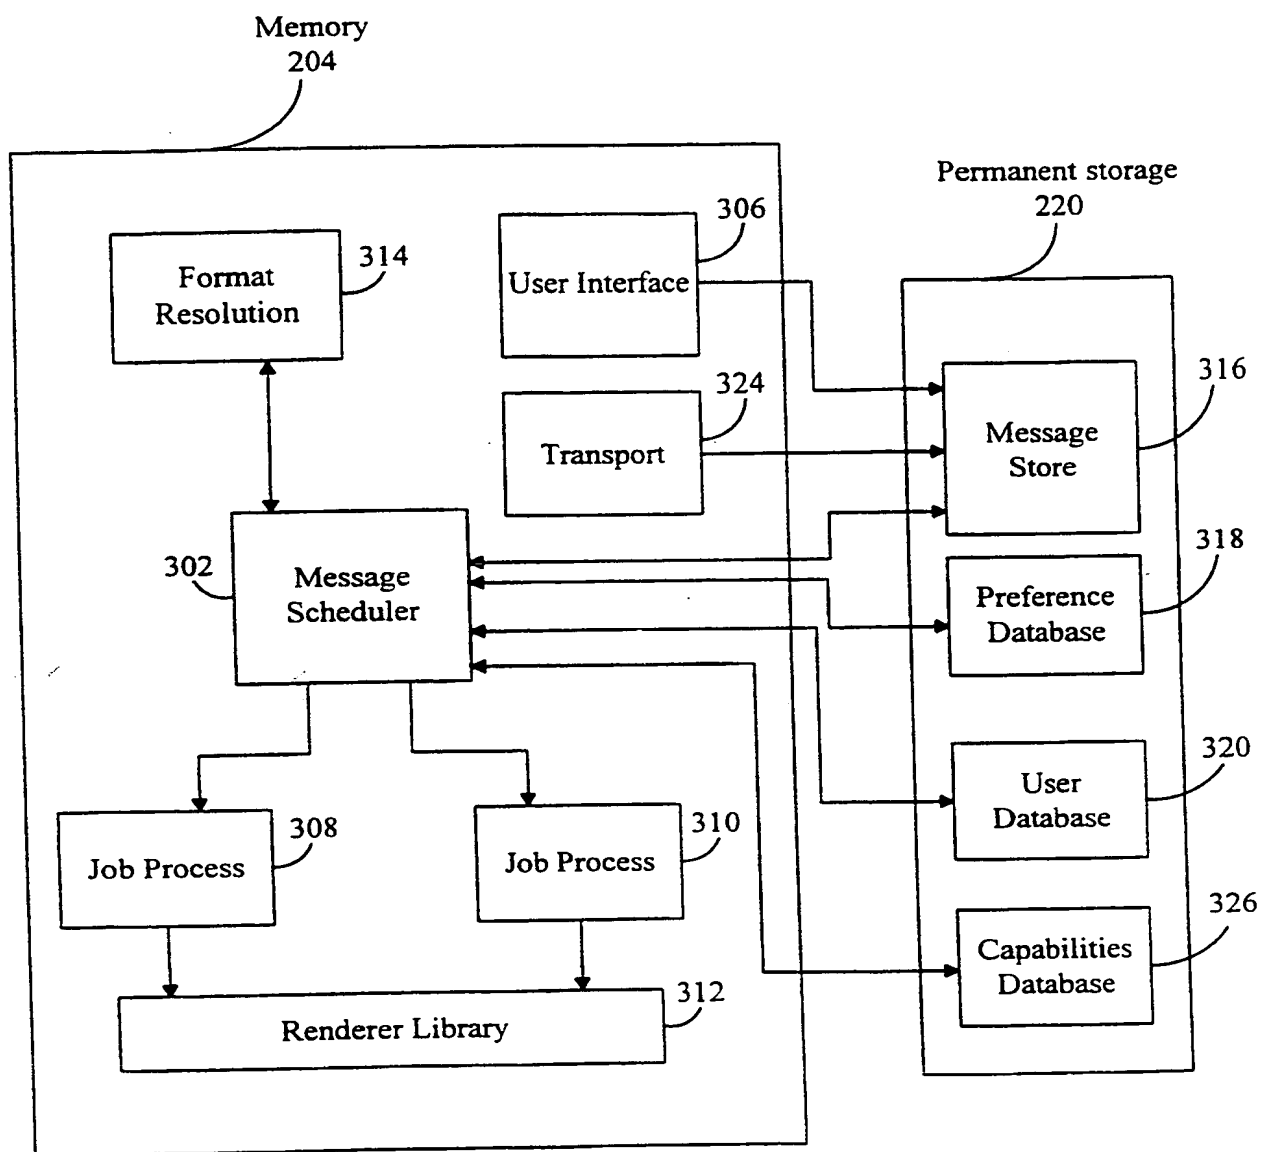 Memory
204
Permanent storage
220
306
314
Format
Resolution
User Interface
324
316
Transport
Message
Store
318
302
Message
Scheduler
Preference
Database
320
User
Database
308
310
Job Process
Job Process
326
Capabilities
Database
312
Renderer Library